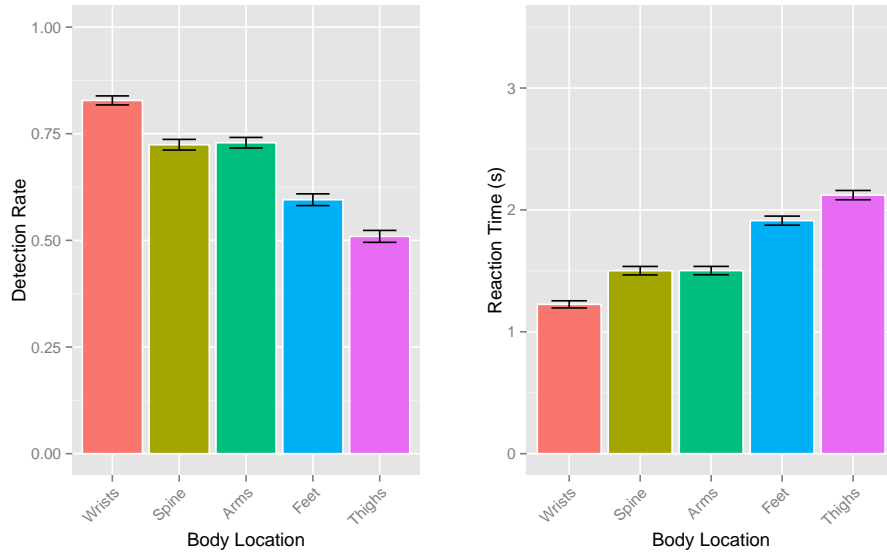 1.00
0.75
0.50
0.25
0.00
Detection Rate
Wrists
Spine
Arms
Feet
Thighs
Body Location
3
2
1
0
Reaction Time (s)
Wrists
Spine
Arms
Feet
Thighs
Body Location